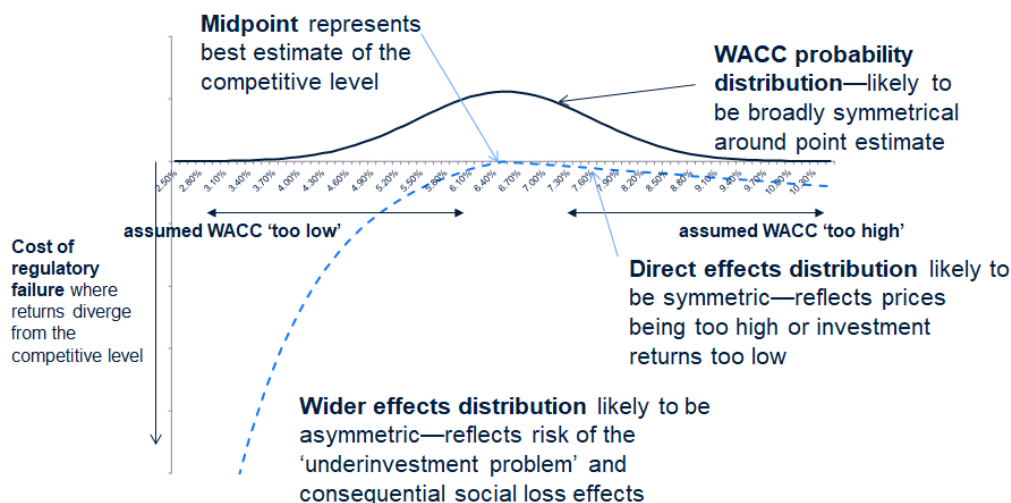 Midpoint represents
best estimate of the
competitive level
WACC probability
distribution—likely to
be broadly symmetrical
around point estimate
2.50%
2.80%
3.10%
3.40%
3.70%
4.00%
4.30%
4.60%
4.90%
5.20%
5.50%
5.80%
6.10%
6.40%
6.70%
7.00%
7.30%
7.60%
7.90%
8.20%
8.50%
8.80%
9.10%
9.40%
9.70%
10.00%
10.30%
assumed WACC ‘too low’
assumed WACC ‘too high’
Cost of
regulatory
failure where
returns diverge
from the
competitive level
Direct effects distribution likely to
be symmetric—reflects prices
being too high or investment
returns too low
Wider effects distribution likely to be
asymmetric—reflects risk of the
‘underinvestment problem’ and
consequential social loss effects